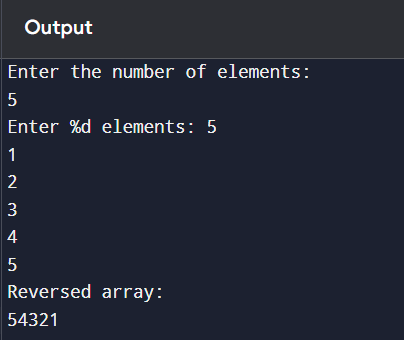 Output
Enter the number of elements:
5
Enter %d elements: 5
1
2
3
4
5
Reversed array:
54321